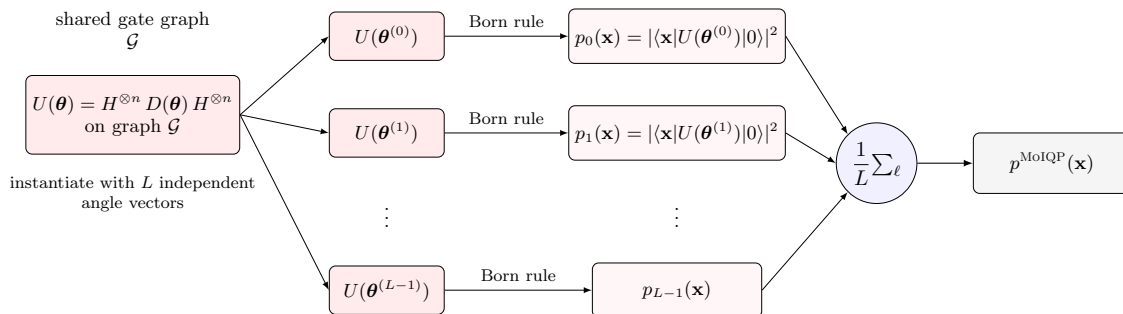 shared gate graph
𝒢
U(𝜽) = H^{⊗n} D(𝜽) H^{⊗n}
on graph 𝒢
instantiate with L independent
angle vectors
U(𝜽^{(0)})
Born rule
p_0(𝐱) = |⟨𝐱|U(𝜽^{(0)})|0⟩|^2
U(𝜽^{(1)})
Born rule
p_1(𝐱) = |⟨𝐱|U(𝜽^{(1)})|0⟩|^2
⋮
⋮
U(𝜽^{(L−1)})
Born rule
p_{L−1}(𝐱)
1/L ∑_ℓ
p^{MoIQP}(𝐱)